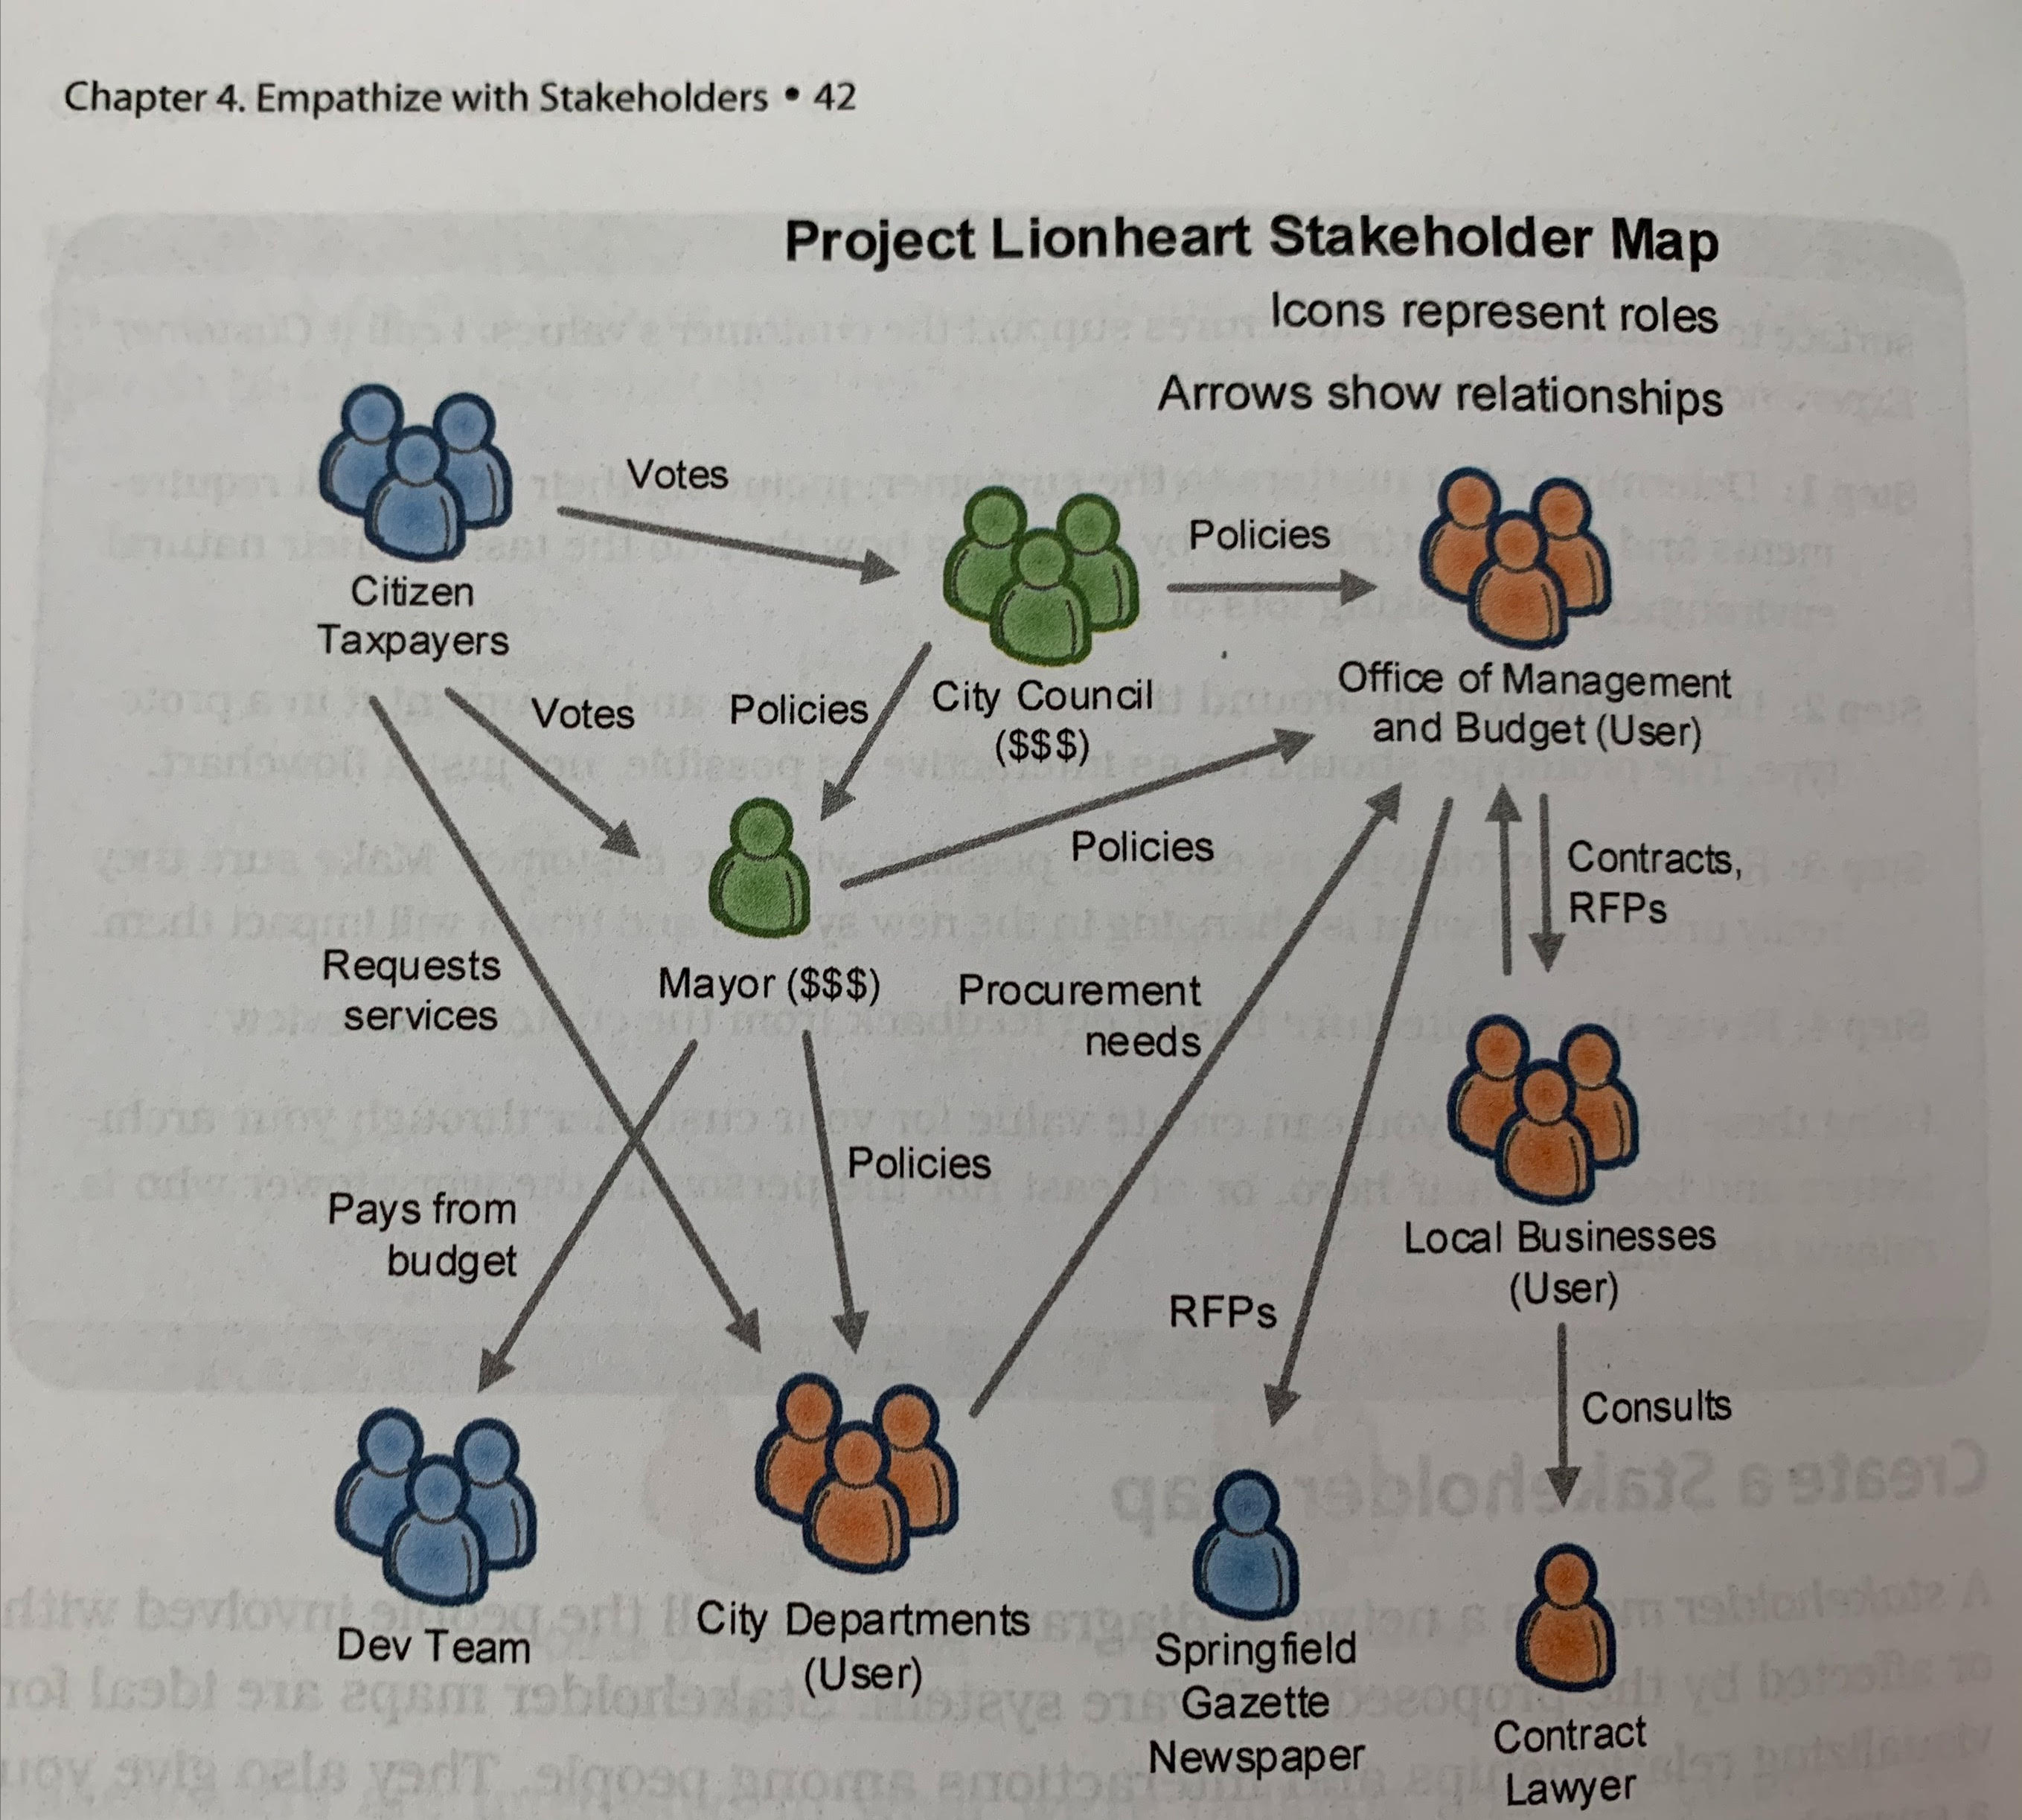 Chapter 4. Empathize with Stakeholders • 42
Project Lionheart Stakeholder Map
Icons represent roles
Arrows show relationships
Votes
Policies
Citizen
Taxpayers
Office of Management
and Budget (User)
City Council
($$$)
Votes
Policies
Policies
Contracts,
RFPs
Requests
services
Mayor ($$$)
Procurement
needs
Policies
Pays from
budget
Local Businesses
(User)
RFPs
Consults
Dev Team
City Departments
(User)
Springfield
Gazette
Newspaper
Contract
Lawyer